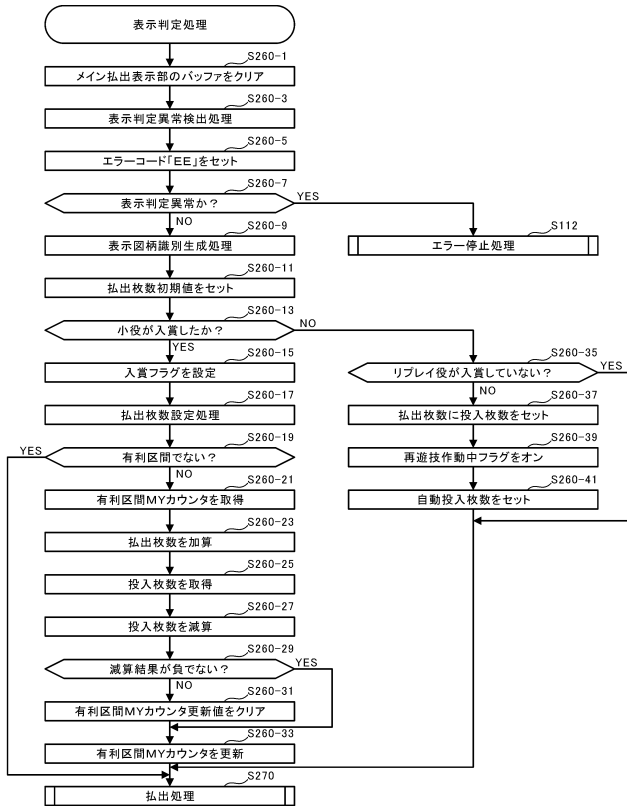 表示判定処理
S260-1
メイン払出表示部のバッファをクリア
S260-3
表示判定異常検出処理
S260-5
エラーコード「EE」をセット
S260-7
表示判定異常か？
YES
NO
S260-9
表示図柄識別生成処理
S112
エラー停止処理
S260-11
払出枚数初期値をセット
S260-13
小役が入賞したか？
NO
YES
S260-15
入賞フラグを設定
S260-35
リプレイ役が入賞していない？
YES
NO
S260-17
払出枚数設定処理
S260-37
払出枚数に投入枚数をセット
S260-19
YES
有利区間でない？
NO
S260-39
再遊技作動中フラグをオン
S260-21
有利区間MYカウンタを取得
S260-41
自動投入枚数をセット
S260-23
払出枚数を加算
S260-25
投入枚数を取得
S260-27
投入枚数を減算
S260-29
減算結果が負でない？
YES
NO
S260-31
有利区間MYカウンタ更新値をクリア
S260-33
有利区間MYカウンタを更新
S270
払出処理